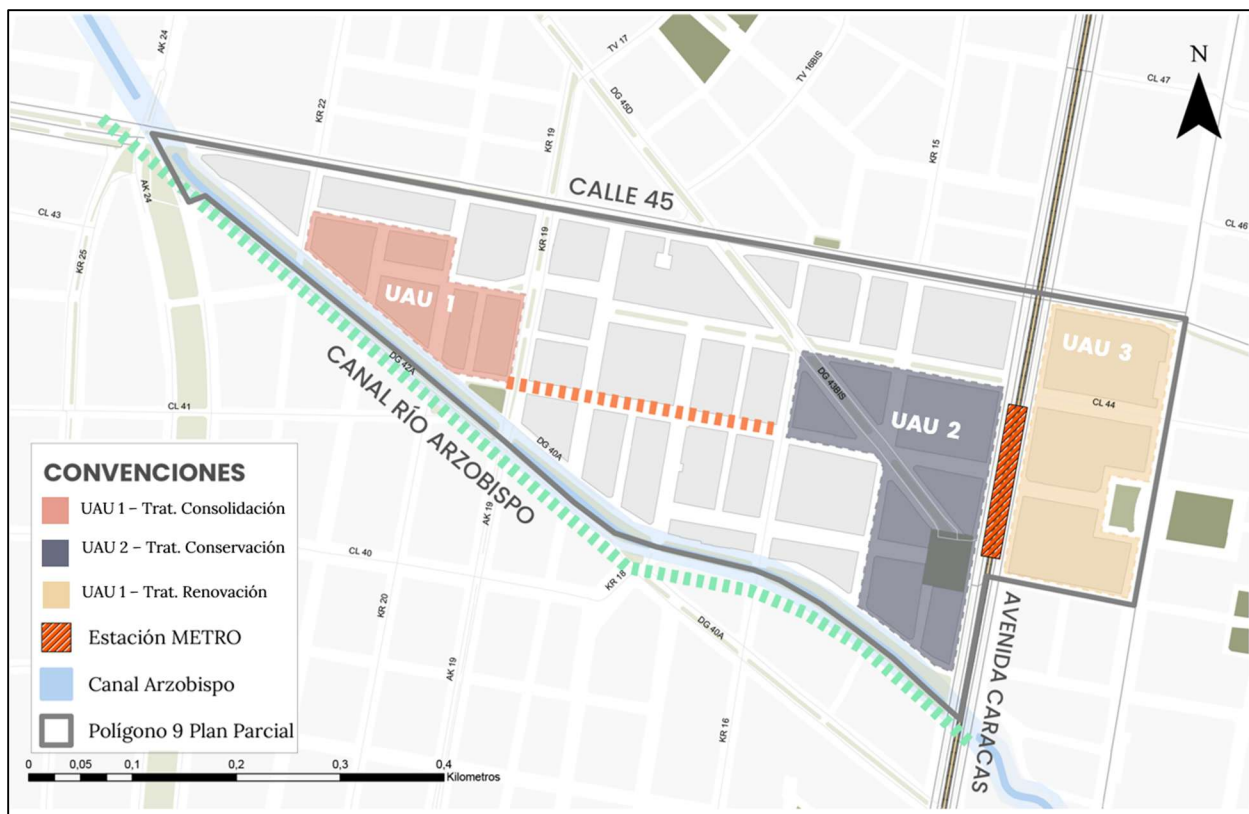 AK 24
TV 17
TV 16BIS
N
CL 47
KR 22
DG 45D
KR 19
KR 15
CALLE 45
AK 24
CL 43
CL 46
KR 25
KR 19
UAU 1
UAU 3
DG 42A
DG 43BIS
CL 44
CANAL RÍO ARZOBISPO
UAU 2
CL 41
DG 40A
AK 19
CL 40
KR 18
KR 20
DG 40A
AK 19
KR 16
AVENIDA CARACAS
CONVENCIONES
UAU 1 – Trat. Consolidación
UAU 2 – Trat. Conservación
UAU 1 – Trat. Renovación
Estación METRO
Canal Arzobispo
Polígono 9 Plan Parcial
0 0,05 0,1 0,2 0,3 0,4
Kilometros